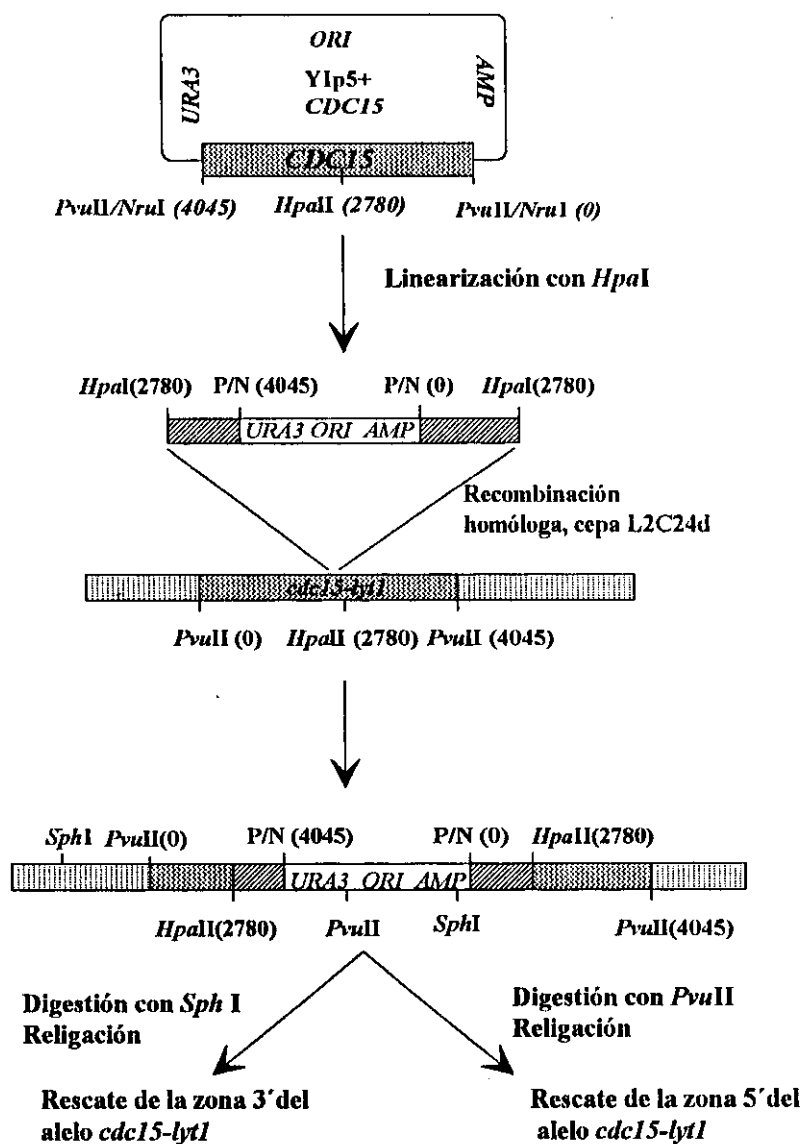 ORI
URA3
YIp5+
CDC15
AMP
CDC15
PvuII/NruI (4045) HpaII (2780) PvuII/NruI (0)
Linearización con HpaI
HpaI(2780) P/N (4045) P/N (0) HpaI(2780)
URA3 ORI AMP
Recombinación
homóloga, cepa L2C24d
cdc15-lyt1
PvuII (0) HpaII (2780) PvuII (4045)
SphI PvuII(0) P/N (4045) P/N (0) HpaII(2780)
URA3 ORI AMP
HpaII(2780) PvuII SphI PvuII(4045)
Digestión con Sph I
Religación
Digestión con PvuII
Religación
Rescate de la zona 3´del
alelo cdc15-lyt1
Rescate de la zona 5´del
alelo cdc15-lyt1